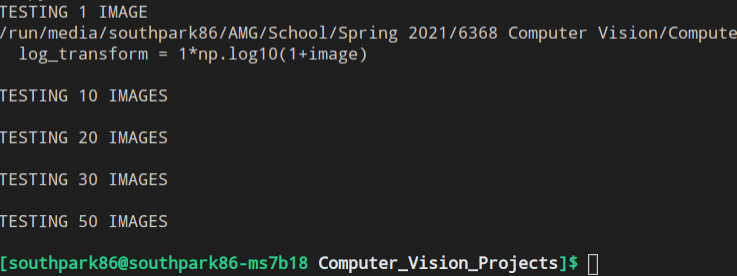 TESTING 1 IMAGE
/run/media/southpark86/AMG/School/Spring 2021/6368 Computer Vision/Compute
log_transform = 1*np.log10(1+image)
TESTING 10 IMAGES
TESTING 20 IMAGES
TESTING 30 IMAGES
TESTING 50 IMAGES
[southpark86@southpark86-ms7b18 Computer_Vision_Projects]$